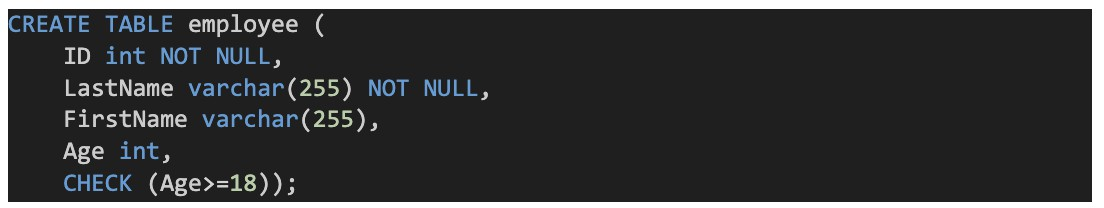 CREATE TABLE employee (
    ID int NOT NULL,
    LastName varchar(255) NOT NULL,
    FirstName varchar(255),
    Age int,
    CHECK (Age>=18));